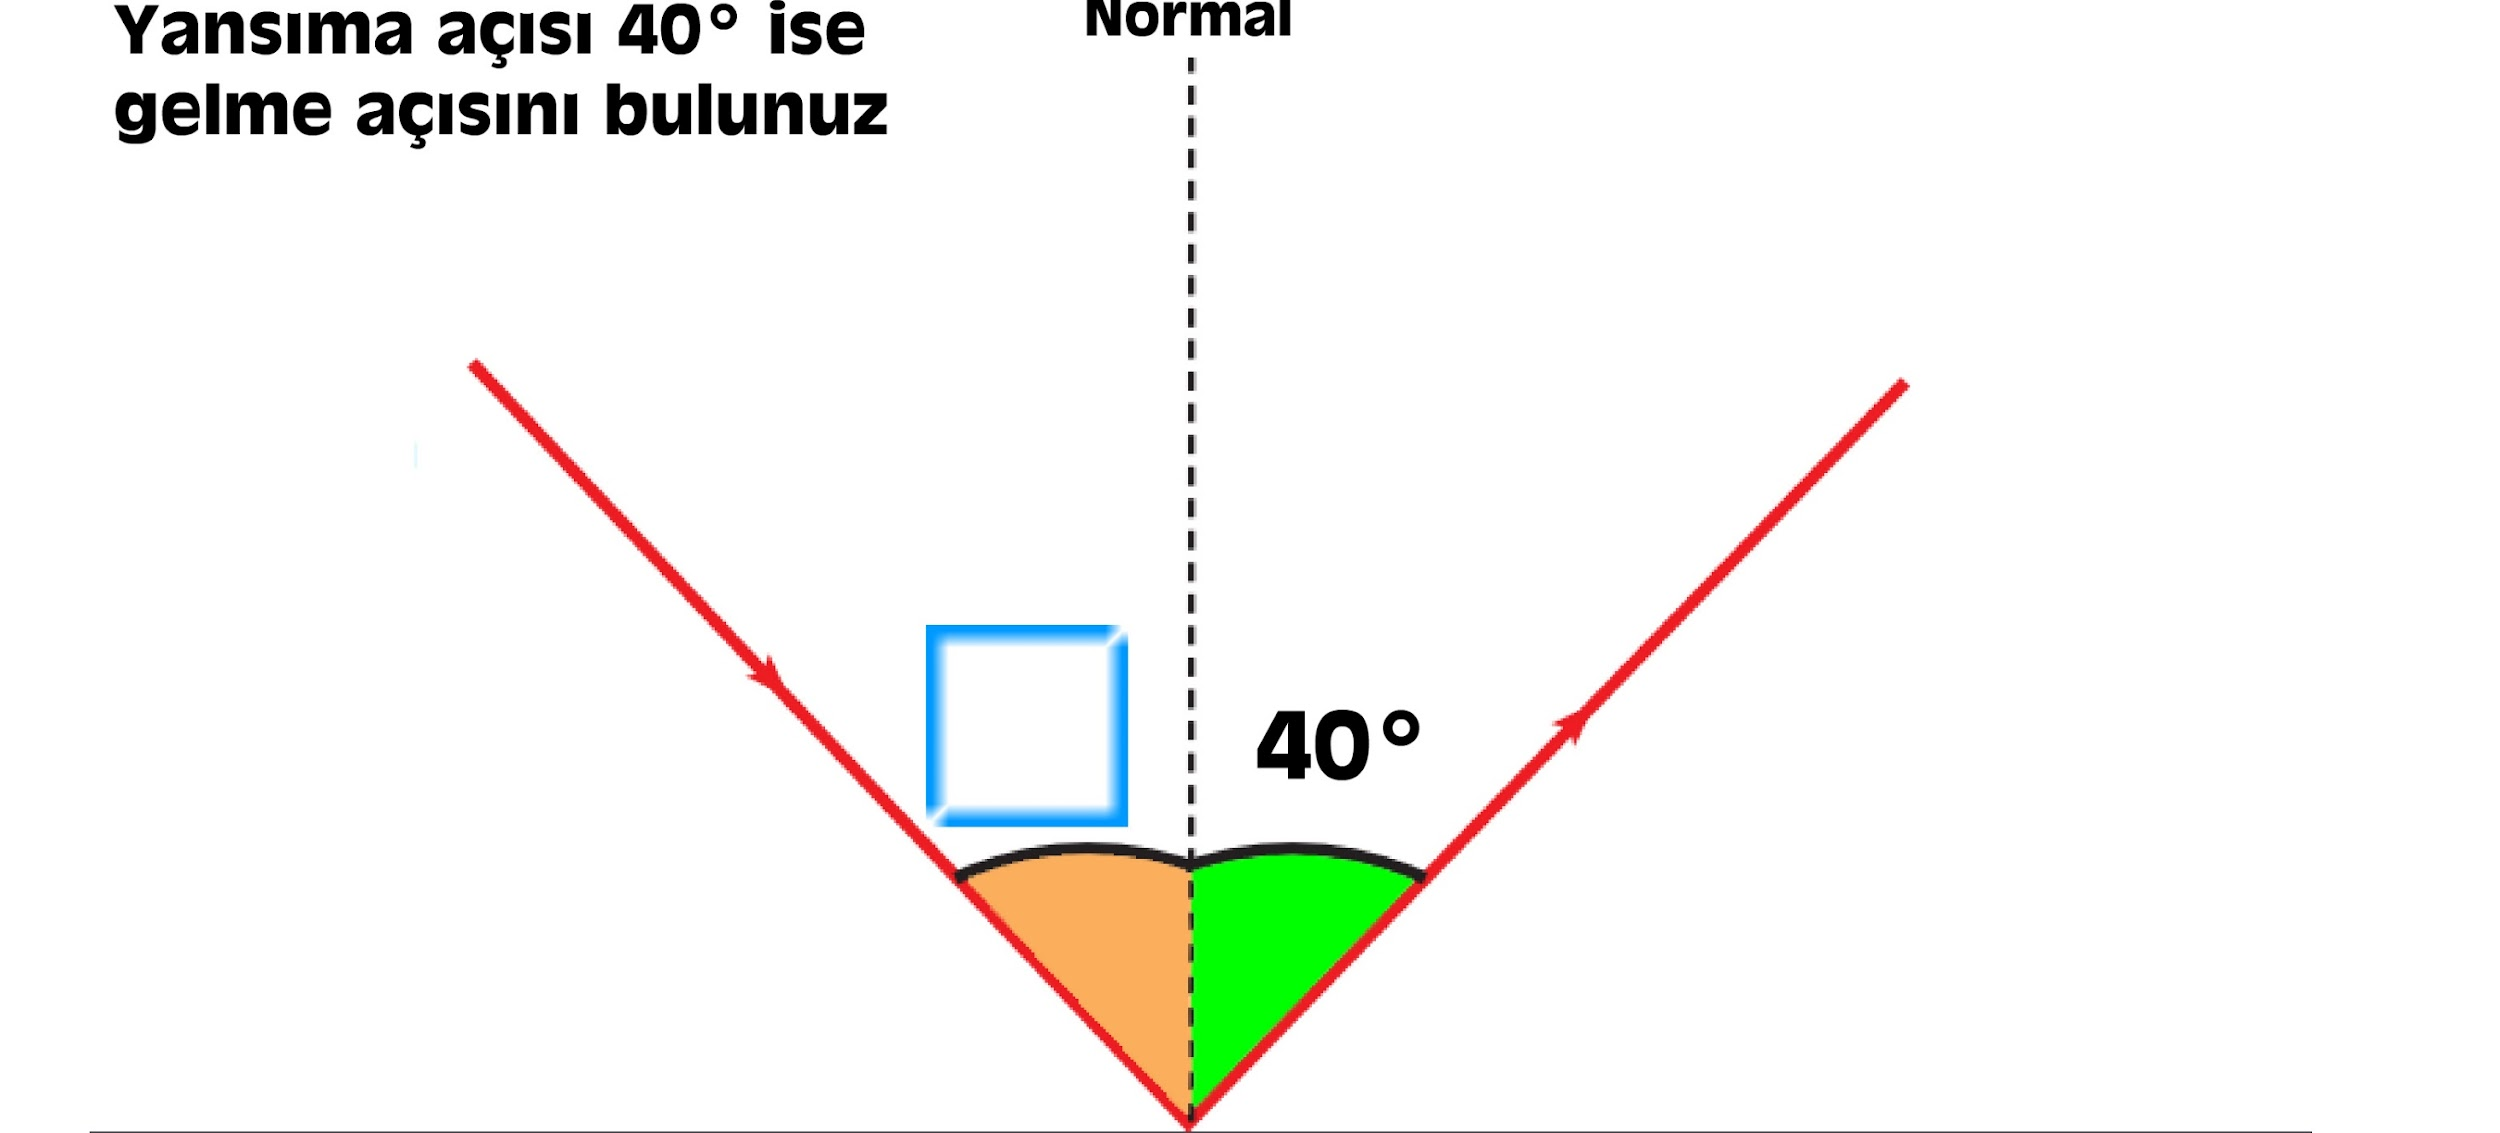 Yansıma açısı 40° ise
gelme açısını bulunuz
Normal
40°